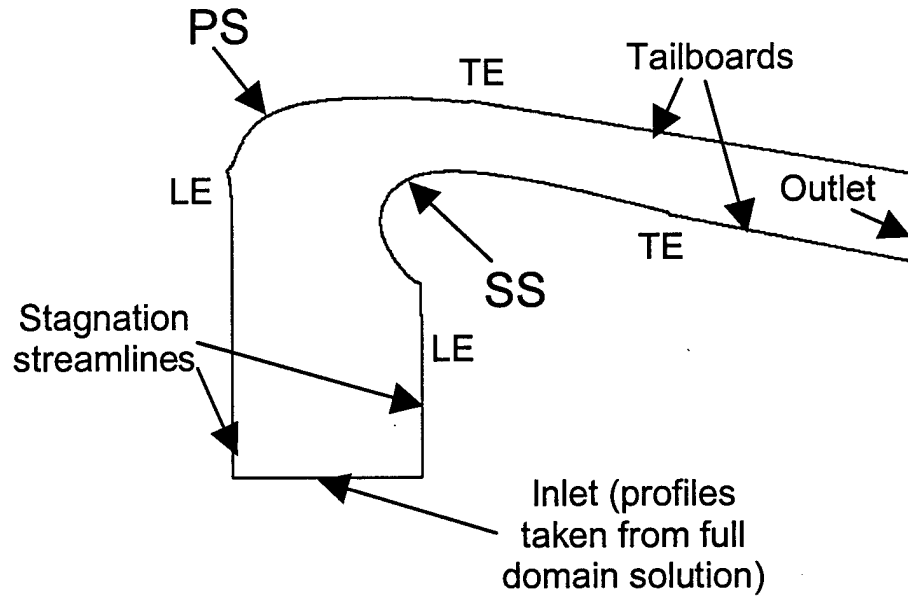 PS
TE
Tailboards
LE
Outlet
TE
SS
Stagnation
streamlines
LE
Inlet (profiles
taken from full
domain solution)